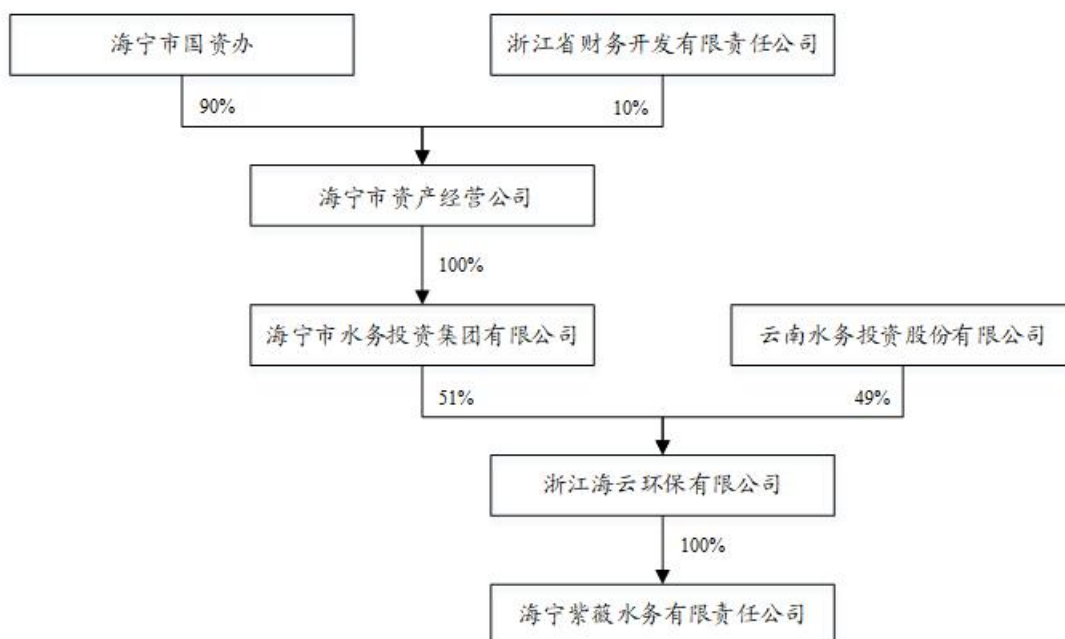 海宁市国资办
浙江省财务开发有限责任公司
90%
10%
海宁市资产经营公司
100%
海宁市水务投资集团有限公司
云南水务投资股份有限公司
51%
49%
浙江海云环保有限公司
100%
海宁紫薇水务有限责任公司